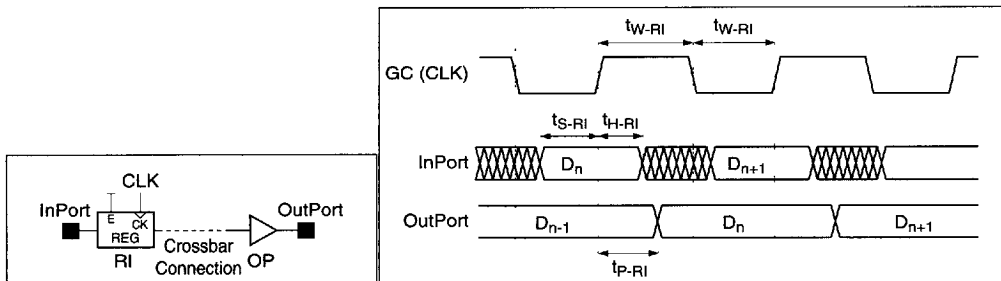 CLK
InPort
E
CK
REG
RI
Crossbar
Connection
OP
OutPort
tW-RI tW-RI
GC (CLK)
tS-RI tH-RI
InPort Dn Dn+1
OutPort Dn-1 Dn Dn+1
tP-RI